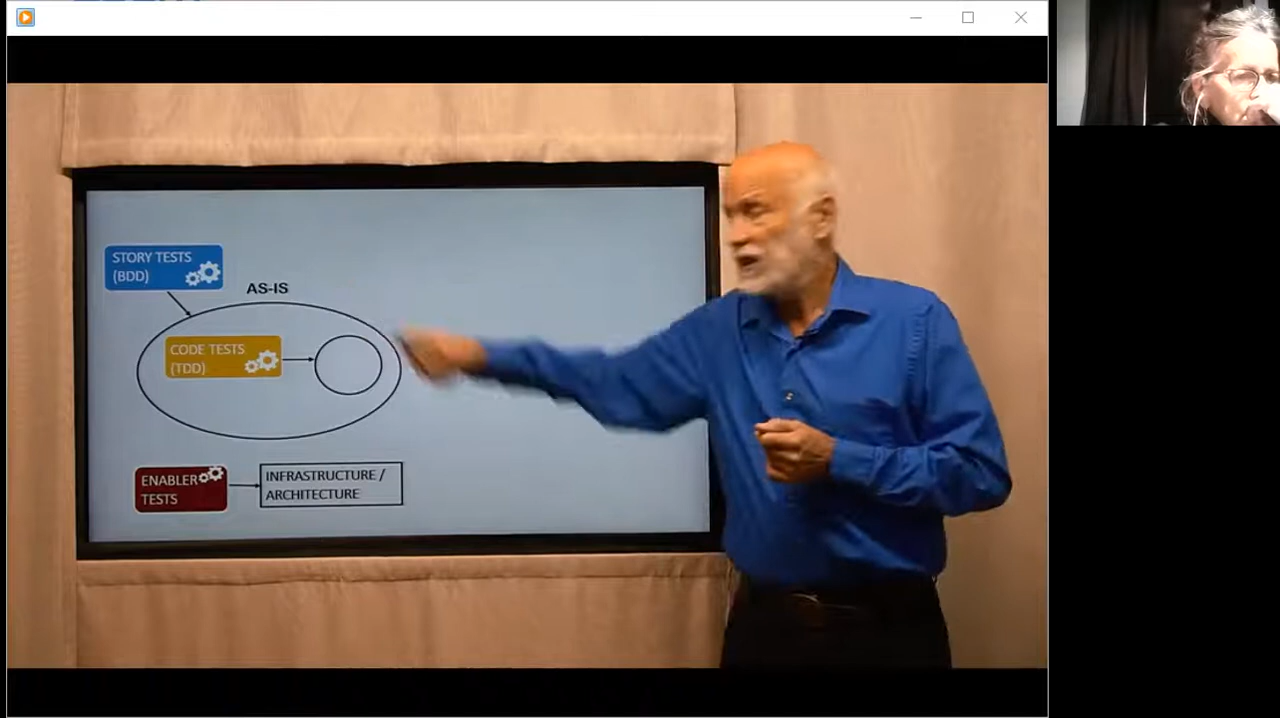 STORY TESTS
(BDD)
AS-IS
CODE TESTS
(TDD)
ENABLER
TESTS
INFRASTRUCTURE /
ARCHITECTURE